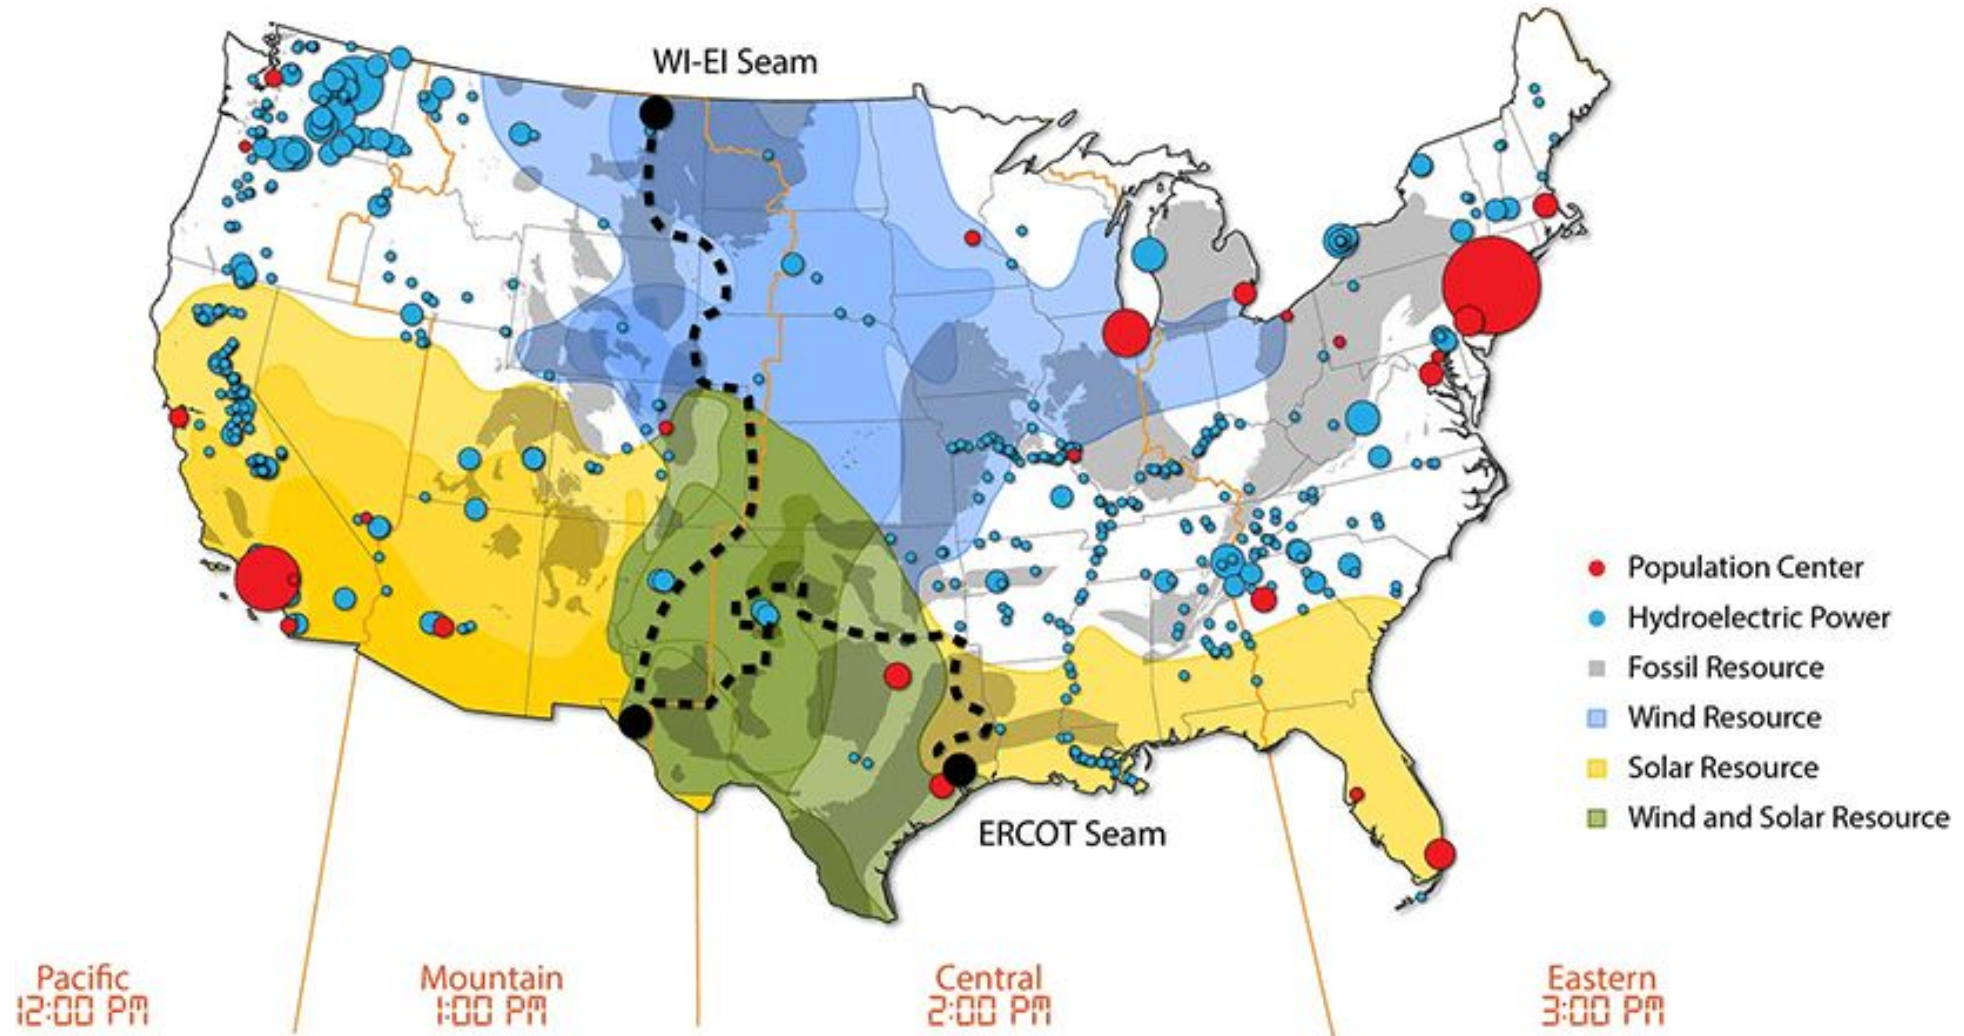 WI-EI Seam
Population Center
Hydroelectric Power
Fossil Resource
Wind Resource
Solar Resource
Wind and Solar Resource
ERCOT Seam
Pacific
12:00 PM
Mountain
1:00 PM
Central
2:00 PM
Eastern
3:00 PM